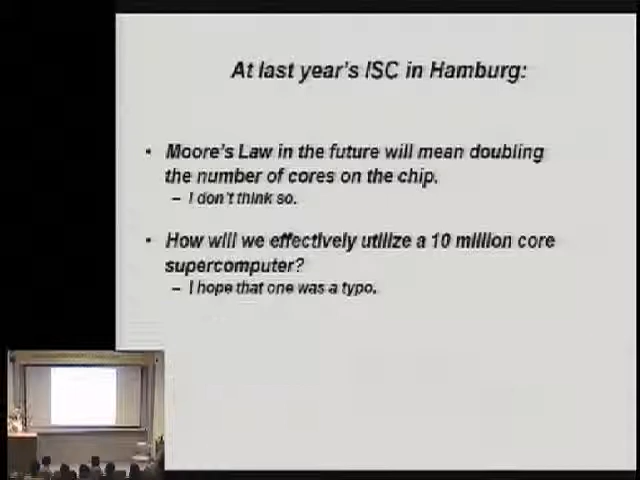 At last year's ISC in Hamburg:
• Moore's Law in the future will mean doubling
the number of cores on the chip.
– I don't think so.
• How will we effectively utilize a 10 million core
supercomputer?
– I hope that one was a typo.